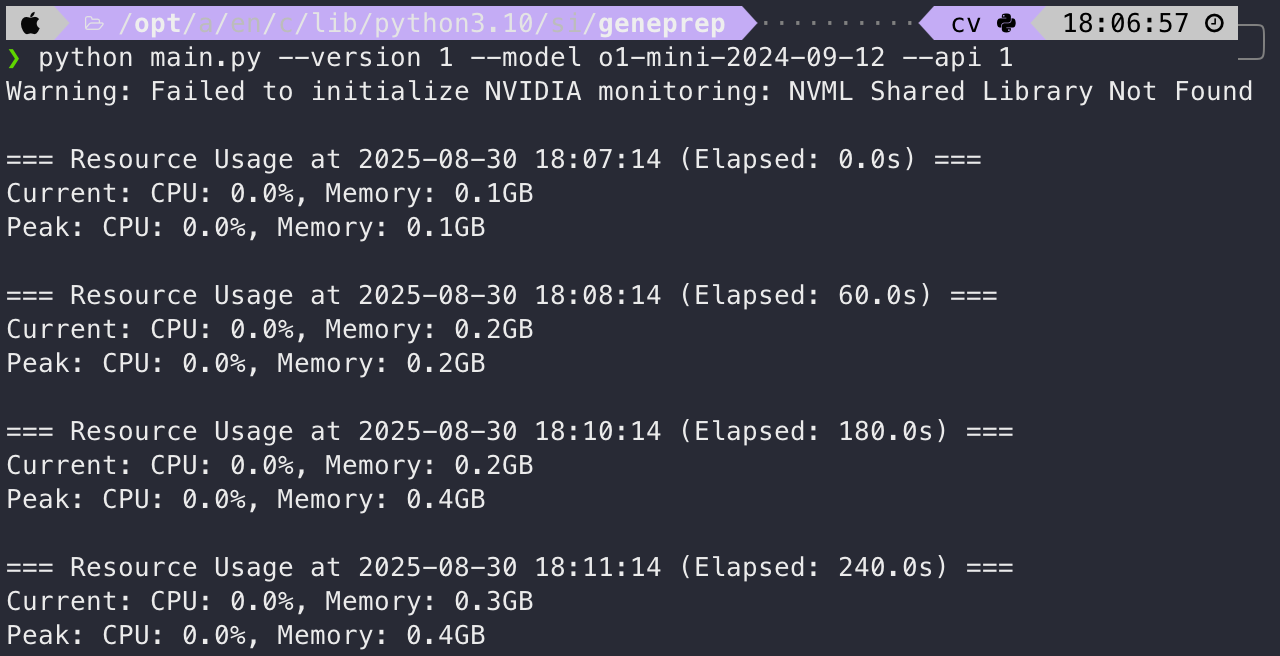 /opt/a/en/c/lib/python3.10/si/geneprep ·········· cv 18:06:57
❯ python main.py --version 1 --model o1-mini-2024-09-12 --api 1
Warning: Failed to initialize NVIDIA monitoring: NVML Shared Library Not Found
=== Resource Usage at 2025-08-30 18:07:14 (Elapsed: 0.0s) ===
Current: CPU: 0.0%, Memory: 0.1GB
Peak: CPU: 0.0%, Memory: 0.1GB
=== Resource Usage at 2025-08-30 18:08:14 (Elapsed: 60.0s) ===
Current: CPU: 0.0%, Memory: 0.2GB
Peak: CPU: 0.0%, Memory: 0.2GB
=== Resource Usage at 2025-08-30 18:10:14 (Elapsed: 180.0s) ===
Current: CPU: 0.0%, Memory: 0.2GB
Peak: CPU: 0.0%, Memory: 0.4GB
=== Resource Usage at 2025-08-30 18:11:14 (Elapsed: 240.0s) ===
Current: CPU: 0.0%, Memory: 0.3GB
Peak: CPU: 0.0%, Memory: 0.4GB